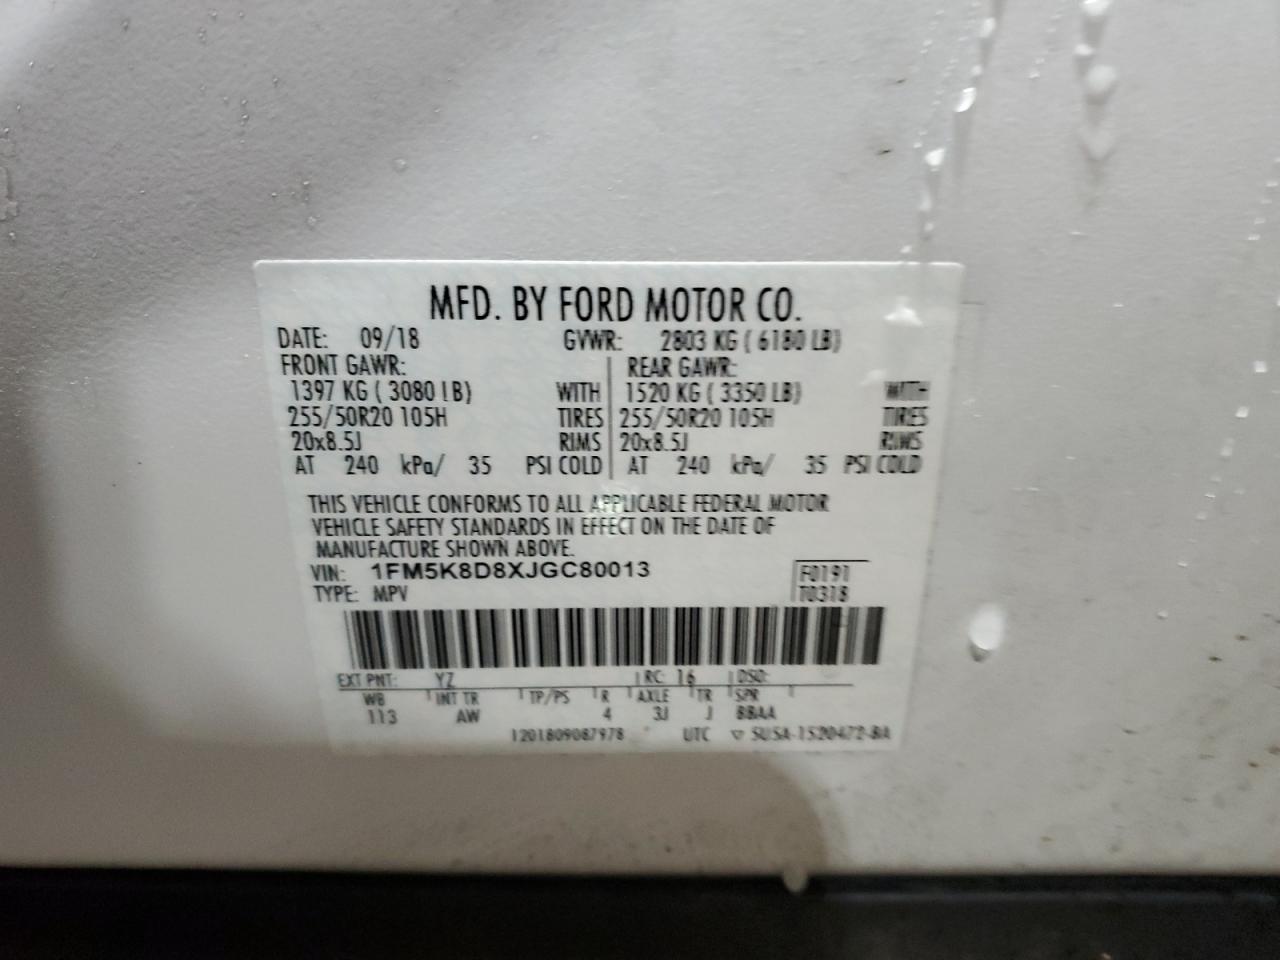 MFD. BY FORD MOTOR CO.
DATE: 09/18 GVWR: 2803 KG ( 6180 LB)
FRONT GAWR: REAR GAWR:
1397 KG ( 3080 LB) WITH 1520 KG ( 3350 LB) WITH
255/50R20 105H TIRES 255/50R20 105H TIRES
20x8.5J RIMS 20x8.5J RIMS
AT 240 kPa/ 35 PSI COLD AT 240 kPa/ 35 PSI COLD
THIS VEHICLE CONFORMS TO ALL APPLICABLE FEDERAL MOTOR
VEHICLE SAFETY STANDARDS IN EFFECT ON THE DATE OF
MANUFACTURE SHOWN ABOVE.
VIN: 1FM5K8D8XJGC80013 F0191
TYPE: MPV T0318
EXT PNT: YZ RC: 16 DSO:
WB INT TR TP/PS R AXLE TR SPR
113 AW 4 3J J BBAA
1201809087978 UTC ▽ 5U5A-1520472-BA